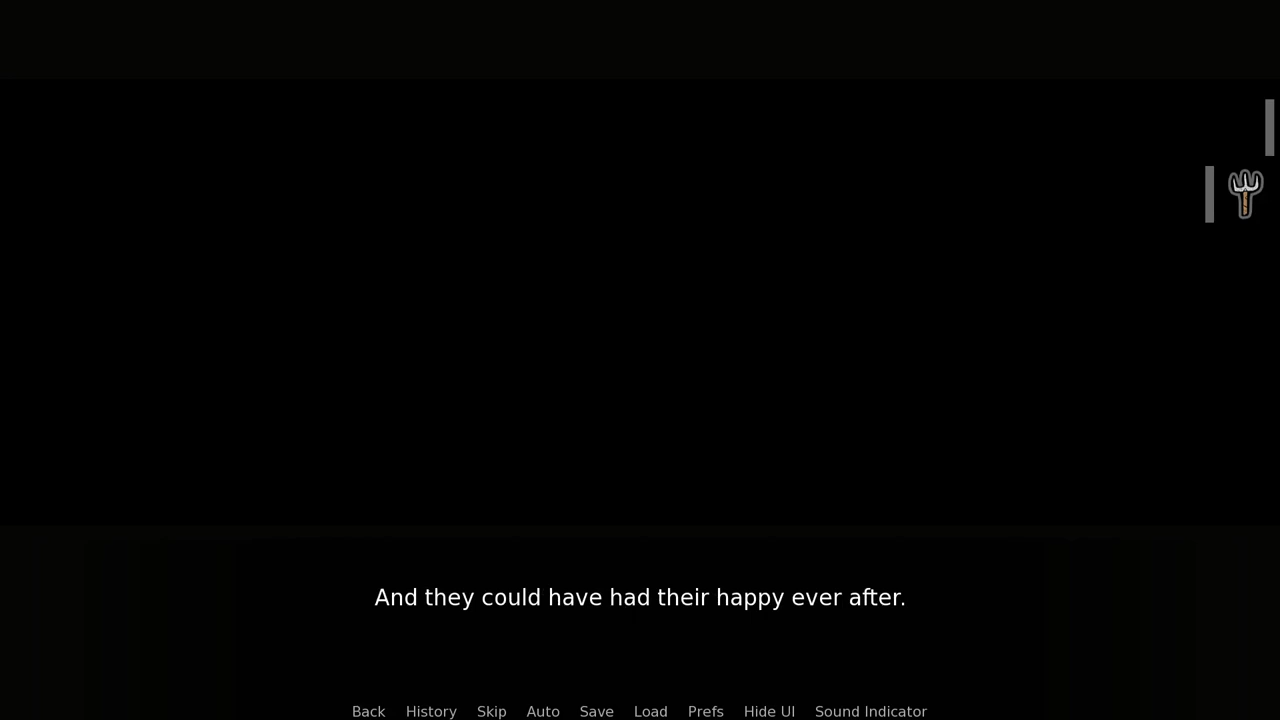 And they could have had their happy ever after.
Back History Skip Auto Save Load Prefs Hide UI Sound Indicator